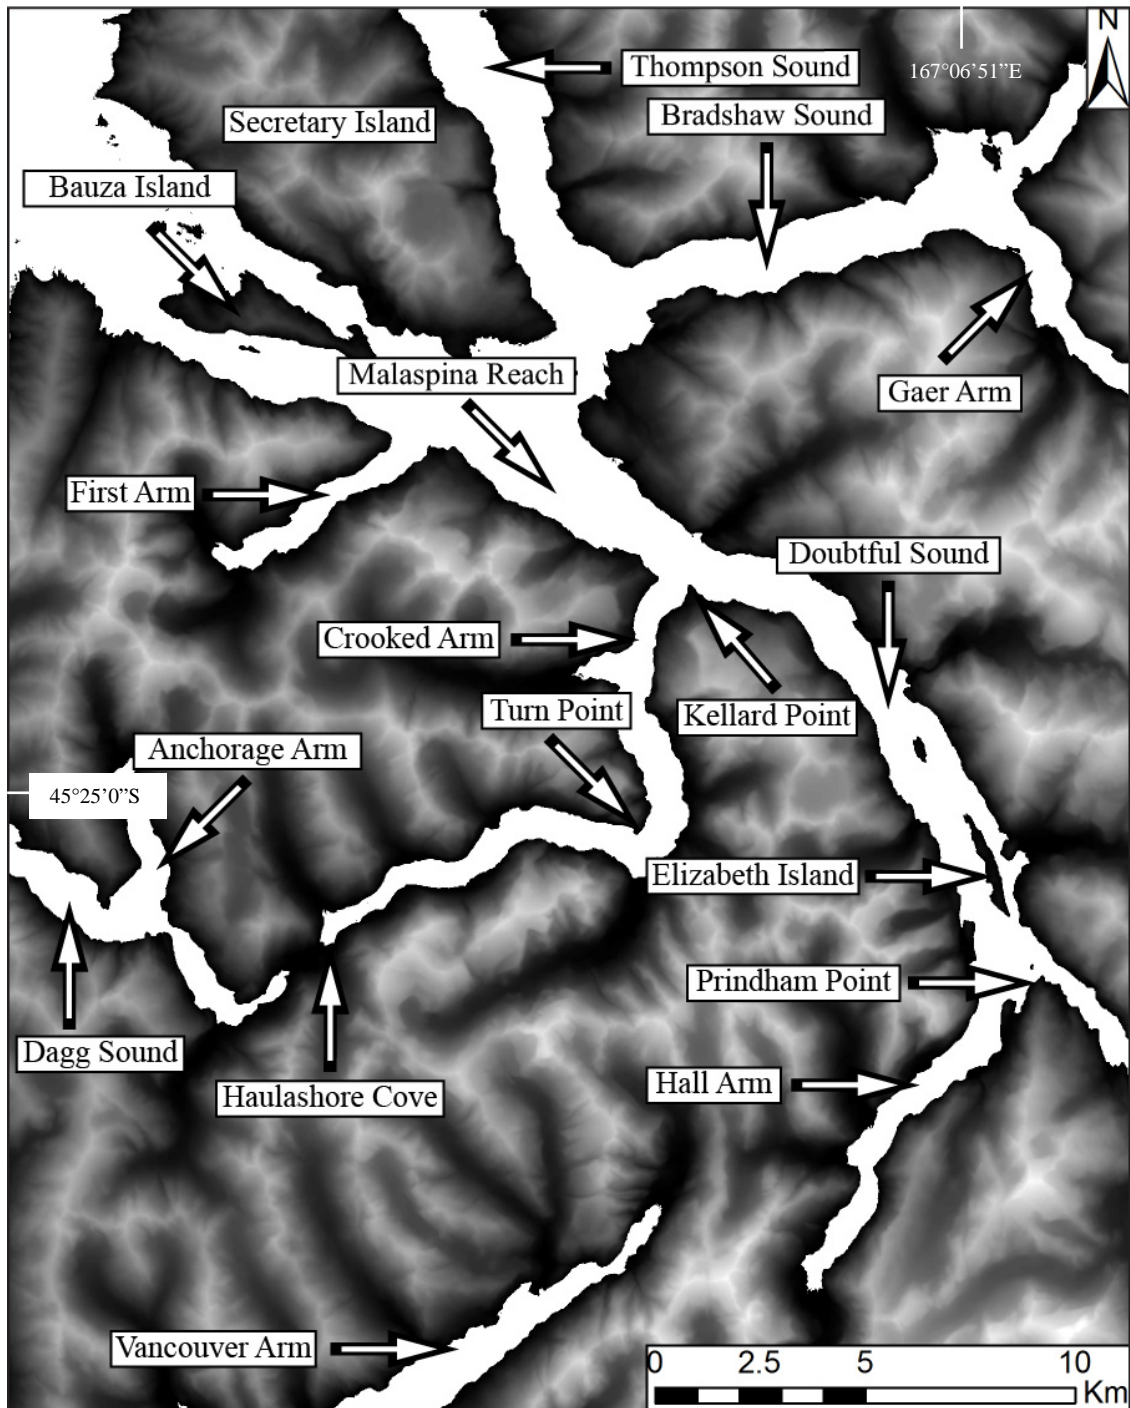 N
Thompson Sound
167°06'51"E
Bradshaw Sound
Secretary Island
Bauza Island
Malaspina Reach
Gaer Arm
First Arm
Doubtful Sound
Crooked Arm
Turn Point
Kellard Point
Anchorage Arm
45°25'0"S
Elizabeth Island
Prindham Point
Dagg Sound
Haulashore Cove
Hall Arm
Vancouver Arm
0 2.5 5 10
Km